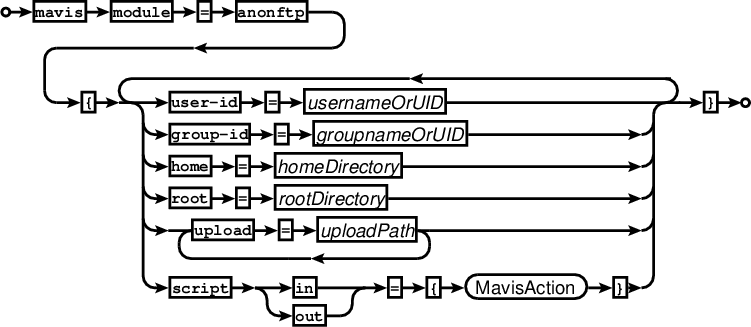 mavis module = anonftp
{ user-id = usernameOrUID }
group-id = groupnameOrUID
home = homeDirectory
root = rootDirectory
upload = uploadPath
script in = { MavisAction }
out